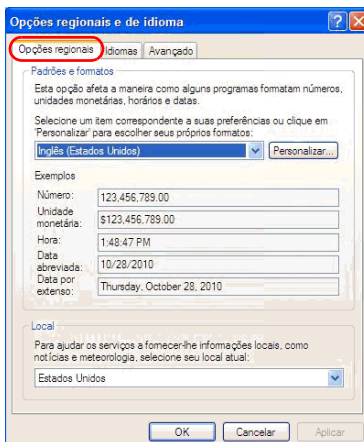 Opções regionais e de idioma
Opções regionais Idiomas Avançado
Padrões e formatos
Esta opção afeta a maneira como alguns programas formatam números,
unidades monetárias, horários e datas.
Selecione um item correspondente a suas preferências ou clique em
'Personalizar' para escolher seus próprios formatos:
Inglês (Estados Unidos) Personalizar...
Exemplos
Número: 123,456,789.00
Unidade
monetária: $123,456,789.00
Hora: 1:48:47 PM
Data
abreviada: 10/28/2010
Data por
extenso: Thursday, October 28, 2010
Local
Para ajudar os serviços a fornecer-lhe informações locais, como
notícias e meteorologia, selecione seu local atual:
Estados Unidos
OK Cancelar Aplicar